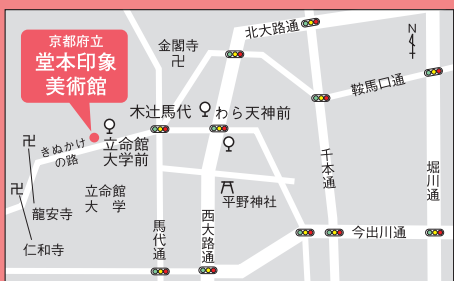 京都府立
堂本印象
美術館
金閣寺
卍
北大路通
N
鞍馬口通
木辻馬代
わら天神前
卍
きぬかけ
の路
立命館
大学前
千本通
堀川通
卍
立命館
大学
龍安寺
平野神社
仁和寺
馬代通
西大路通
今出川通